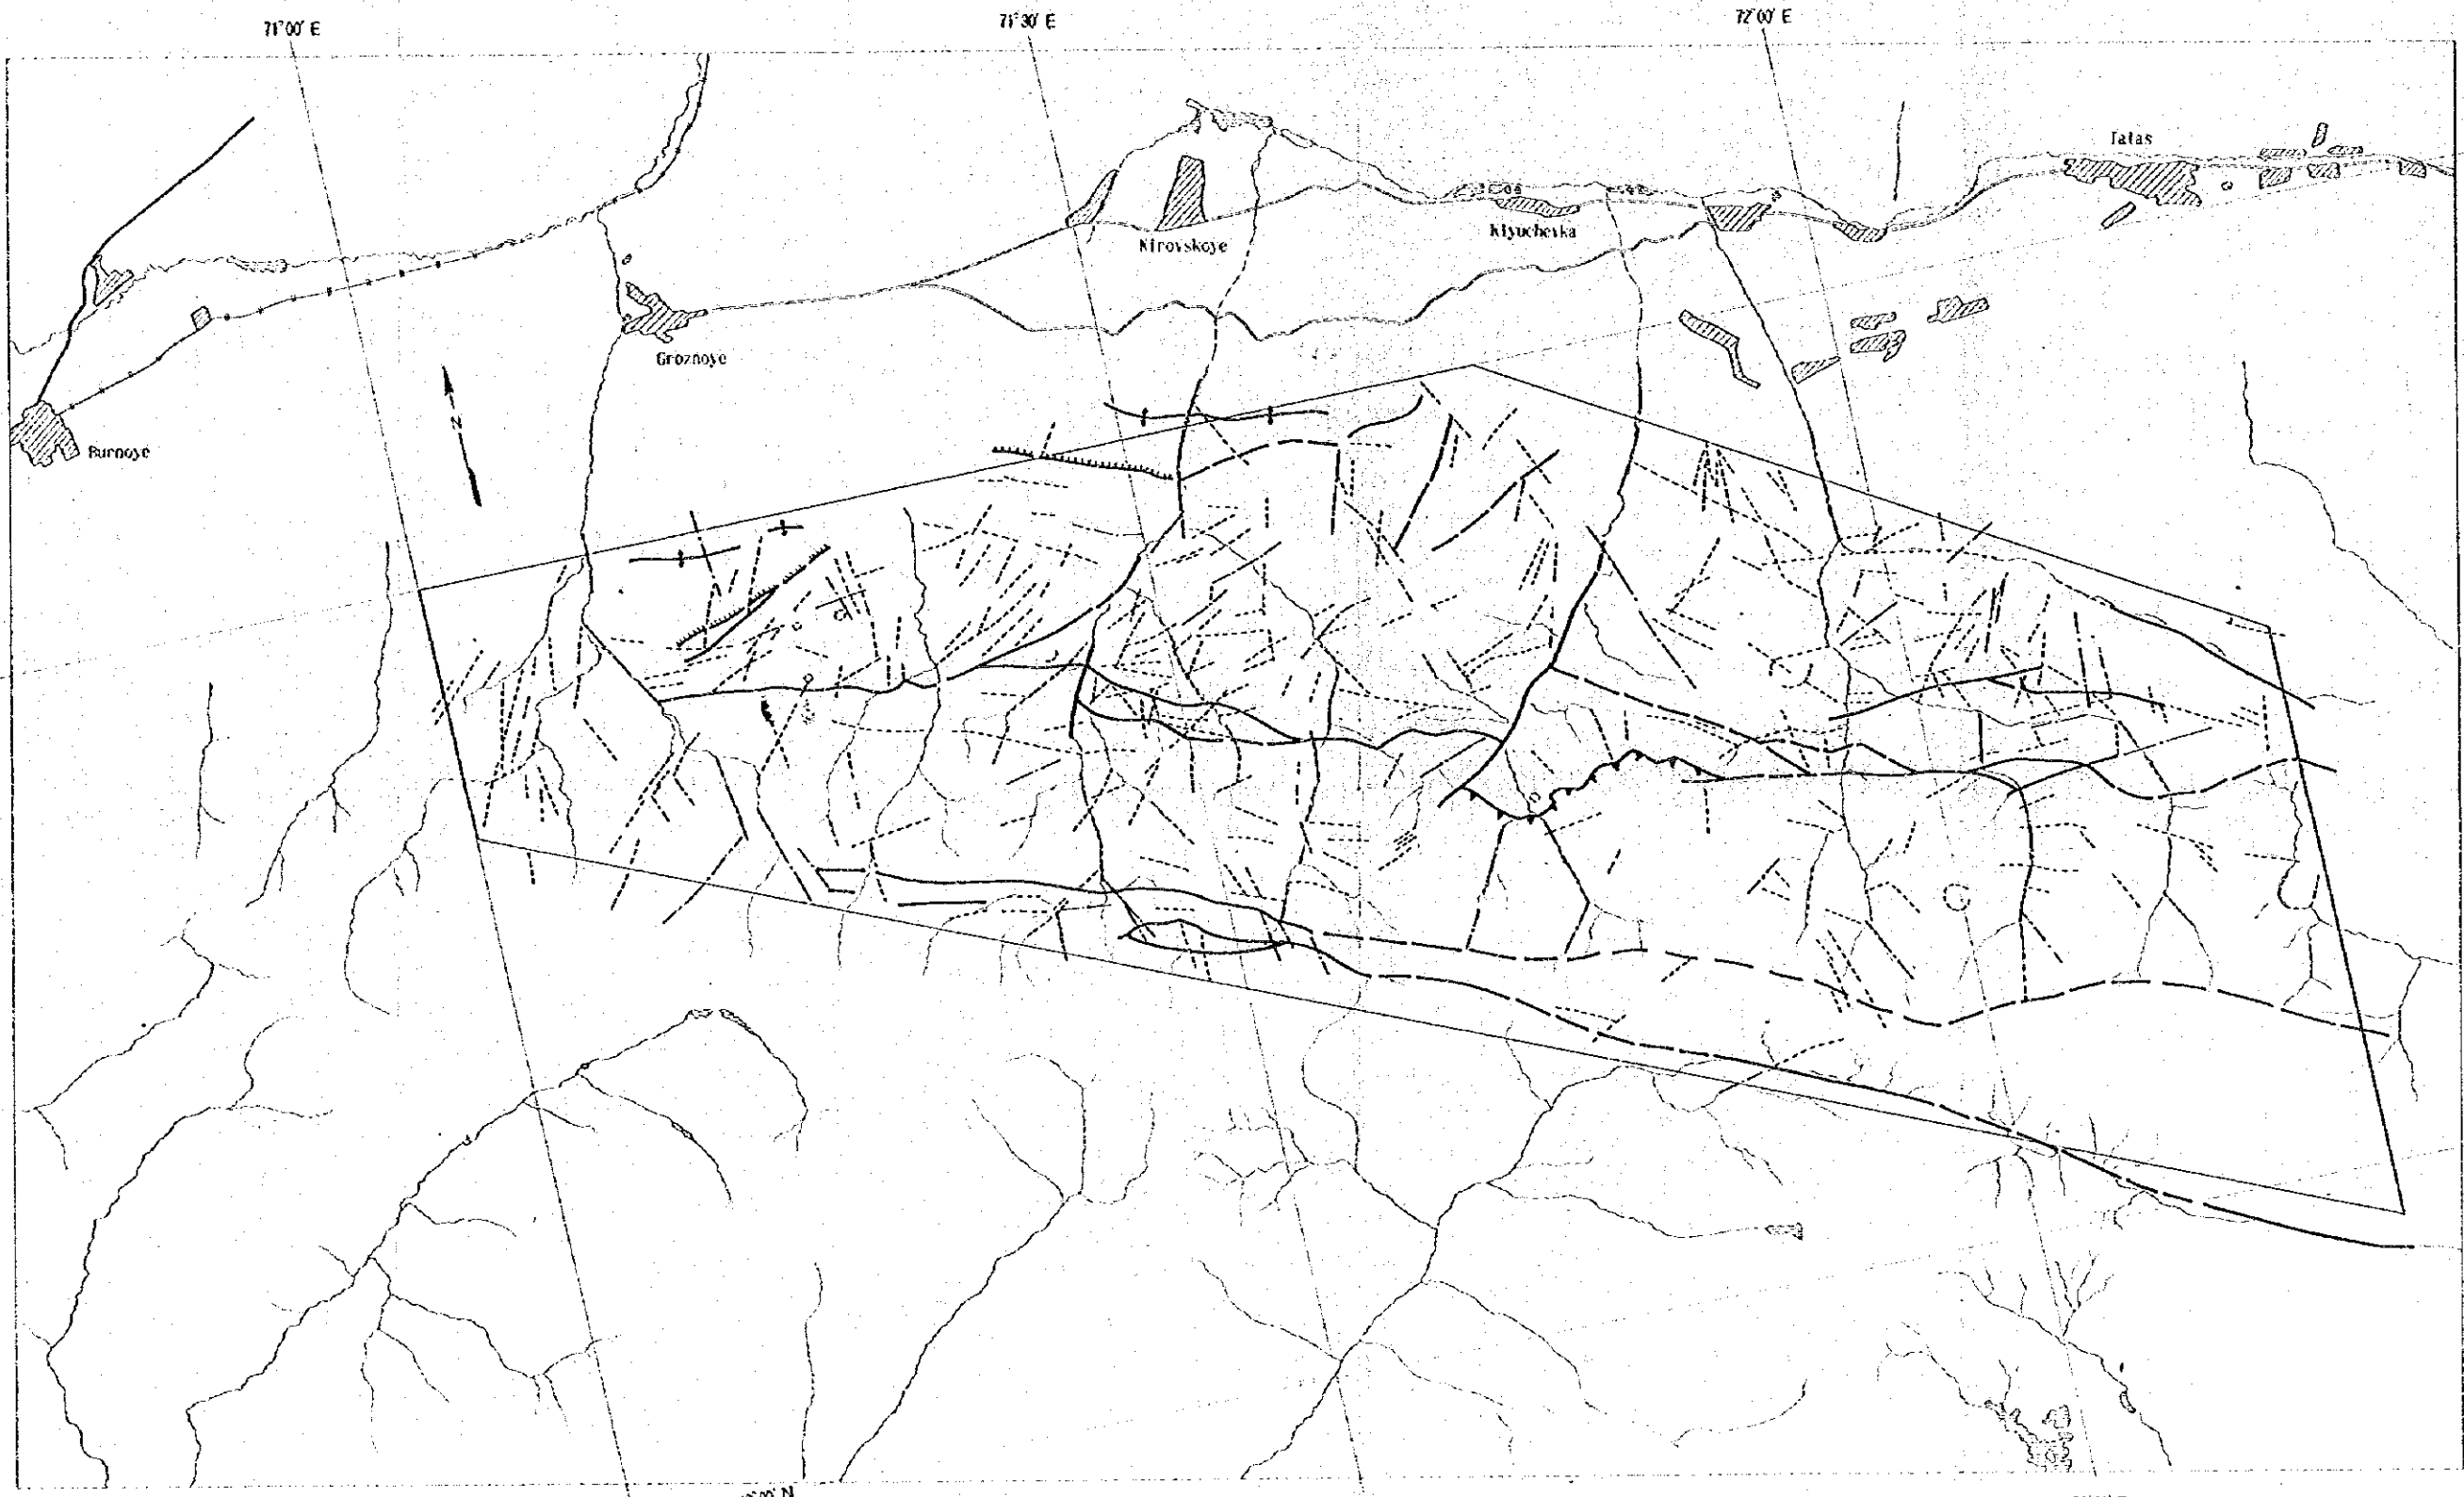 71°00' E
71°30' E
72°00' E
Talas
Kirovskoye
Klyuchevka
Groznoye
N
Burnoye